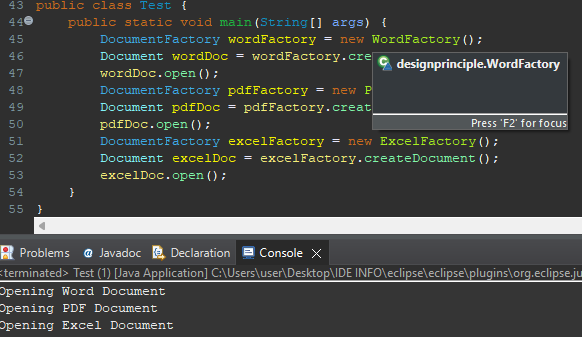 43 public class Test {
44 public static void main(String[] args) {
45 DocumentFactory wordFactory = new WordFactory();
46 Document wordDoc = wordFactory.cre
47 wordDoc.open();
48 DocumentFactory pdfFactory = new P
49 Document pdfDoc = pdfFactory.creat
50 pdfDoc.open();
51 DocumentFactory excelFactory = new ExcelFactory();
52 Document excelDoc = excelFactory.createDocument();
53 excelDoc.open();
54 }
55 }
designprinciple.WordFactory
Press 'F2' for focus
Problems @ Javadoc Declaration Console
<terminated> Test (1) [Java Application] C:\Users\user\Desktop\IDE INFO\eclipse\eclipse\plugins\org.eclipse.ju
Opening Word Document
Opening PDF Document
Opening Excel Document